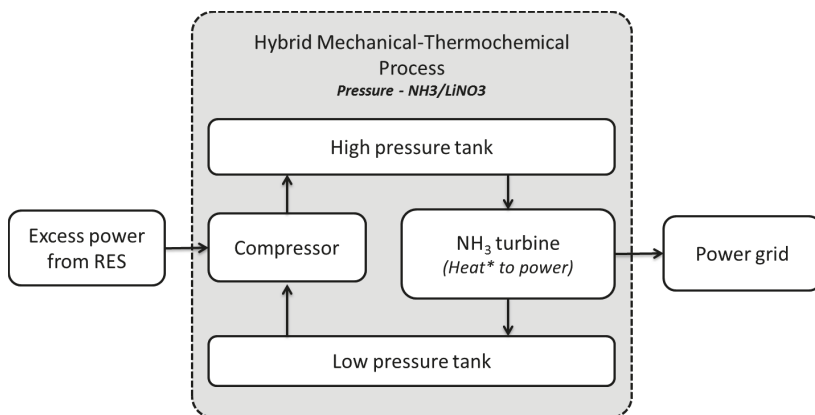 Hybrid Mechanical-Thermochemical
Process
Pressure - NH3/LiNO3
High pressure tank
Excess power
from RES
Compressor
NH₃ turbine
(Heat* to power)
Power grid
Low pressure tank